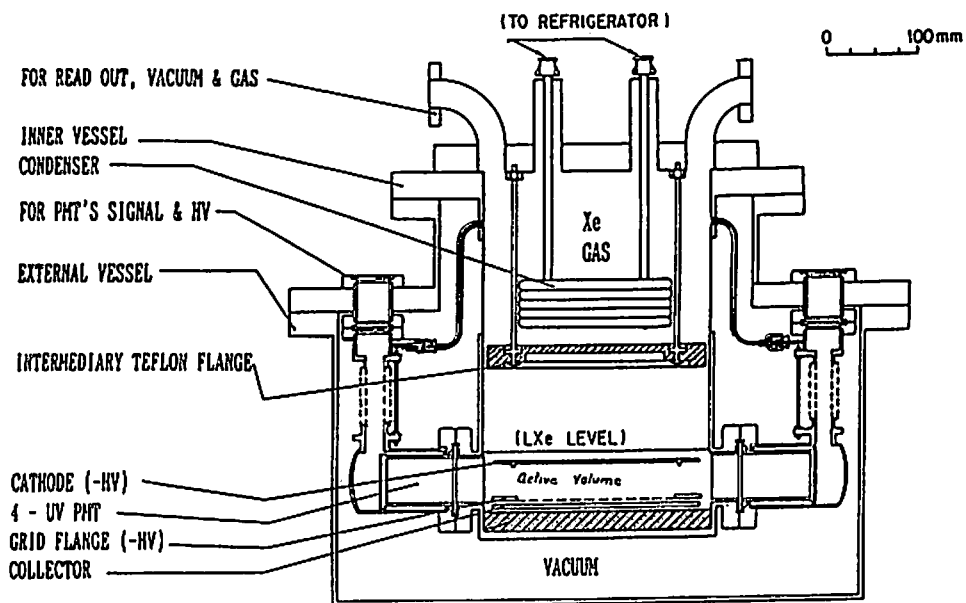 (TO REFRIGERATOR)
0 100mm
FOR READ OUT, VACUUM & GAS
INNER VESSEL
CONDENSER
FOR PMT'S SIGNAL & HV
Xe
GAS
EXTERNAL VESSEL
INTERMEDIARY TEFLON FLANGE
(LXe LEVEL)
CATHODE (-HV)
Active Volume
4 - UV PMT
GRID FLANGE (-HV)
COLLECTOR
VACUUM